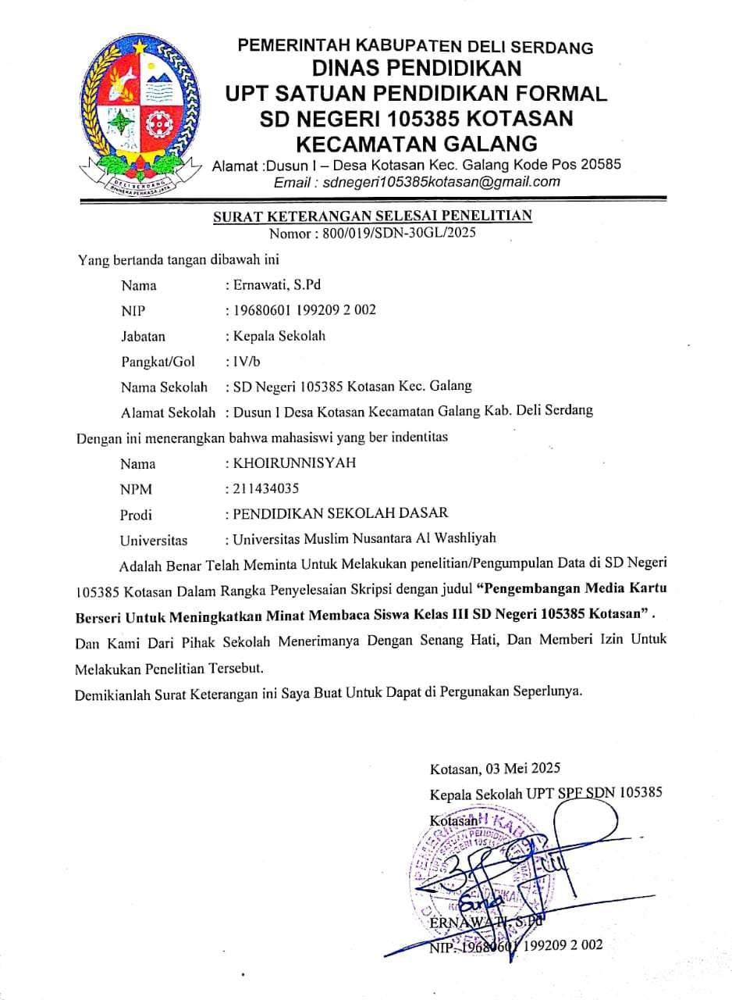 PEMERINTAH KABUPATEN DELI SERDANG
DINAS PENDIDIKAN
UPT SATUAN PENDIDIKAN FORMAL
SD NEGERI 105385 KOTASAN
KECAMATAN GALANG
Alamat :Dusun I – Desa Kotasan Kec. Galang Kode Pos 20585
Email : sdnegeri105385kotasan@gmail.com
DELI SERDANG
BHINNEKA PERKASA JAYA
SURAT KETERANGAN SELESAI PENELITIAN
Nomor : 800/019/SDN-30GL/2025
Yang bertanda tangan dibawah ini
Nama : Ernawati, S.Pd
NIP : 19680601 199209 2 002
Jabatan : Kepala Sekolah
Pangkat/Gol : IV/b
Nama Sekolah : SD Negeri 105385 Kotasan Kec. Galang
Alamat Sekolah : Dusun I Desa Kotasan Kecamatan Galang Kab. Deli Serdang
Dengan ini menerangkan bahwa mahasiswi yang ber indentitas
Nama : KHOIRUNNISYAH
NPM : 211434035
Prodi : PENDIDIKAN SEKOLAH DASAR
Universitas : Universitas Muslim Nusantara Al Washliyah
Adalah Benar Telah Meminta Untuk Melakukan penelitian/Pengumpulan Data di SD Negeri
105385 Kotasan Dalam Rangka Penyelesaian Skripsi dengan judul “Pengembangan Media Kartu
Berseri Untuk Meningkatkan Minat Membaca Siswa Kelas III SD Negeri 105385 Kotasan” .
Dan Kami Dari Pihak Sekolah Menerimanya Dengan Senang Hati, Dan Memberi Izin Untuk
Melakukan Penelitian Tersebut.
Demikianlah Surat Keterangan ini Saya Buat Untuk Dapat di Pergunakan Seperlunya.
Kotasan, 03 Mei 2025
Kepala Sekolah UPT SPF SDN 105385
Kotasan
ERNAWATI, S.Pd
NIP. 19680601 199209 2 002